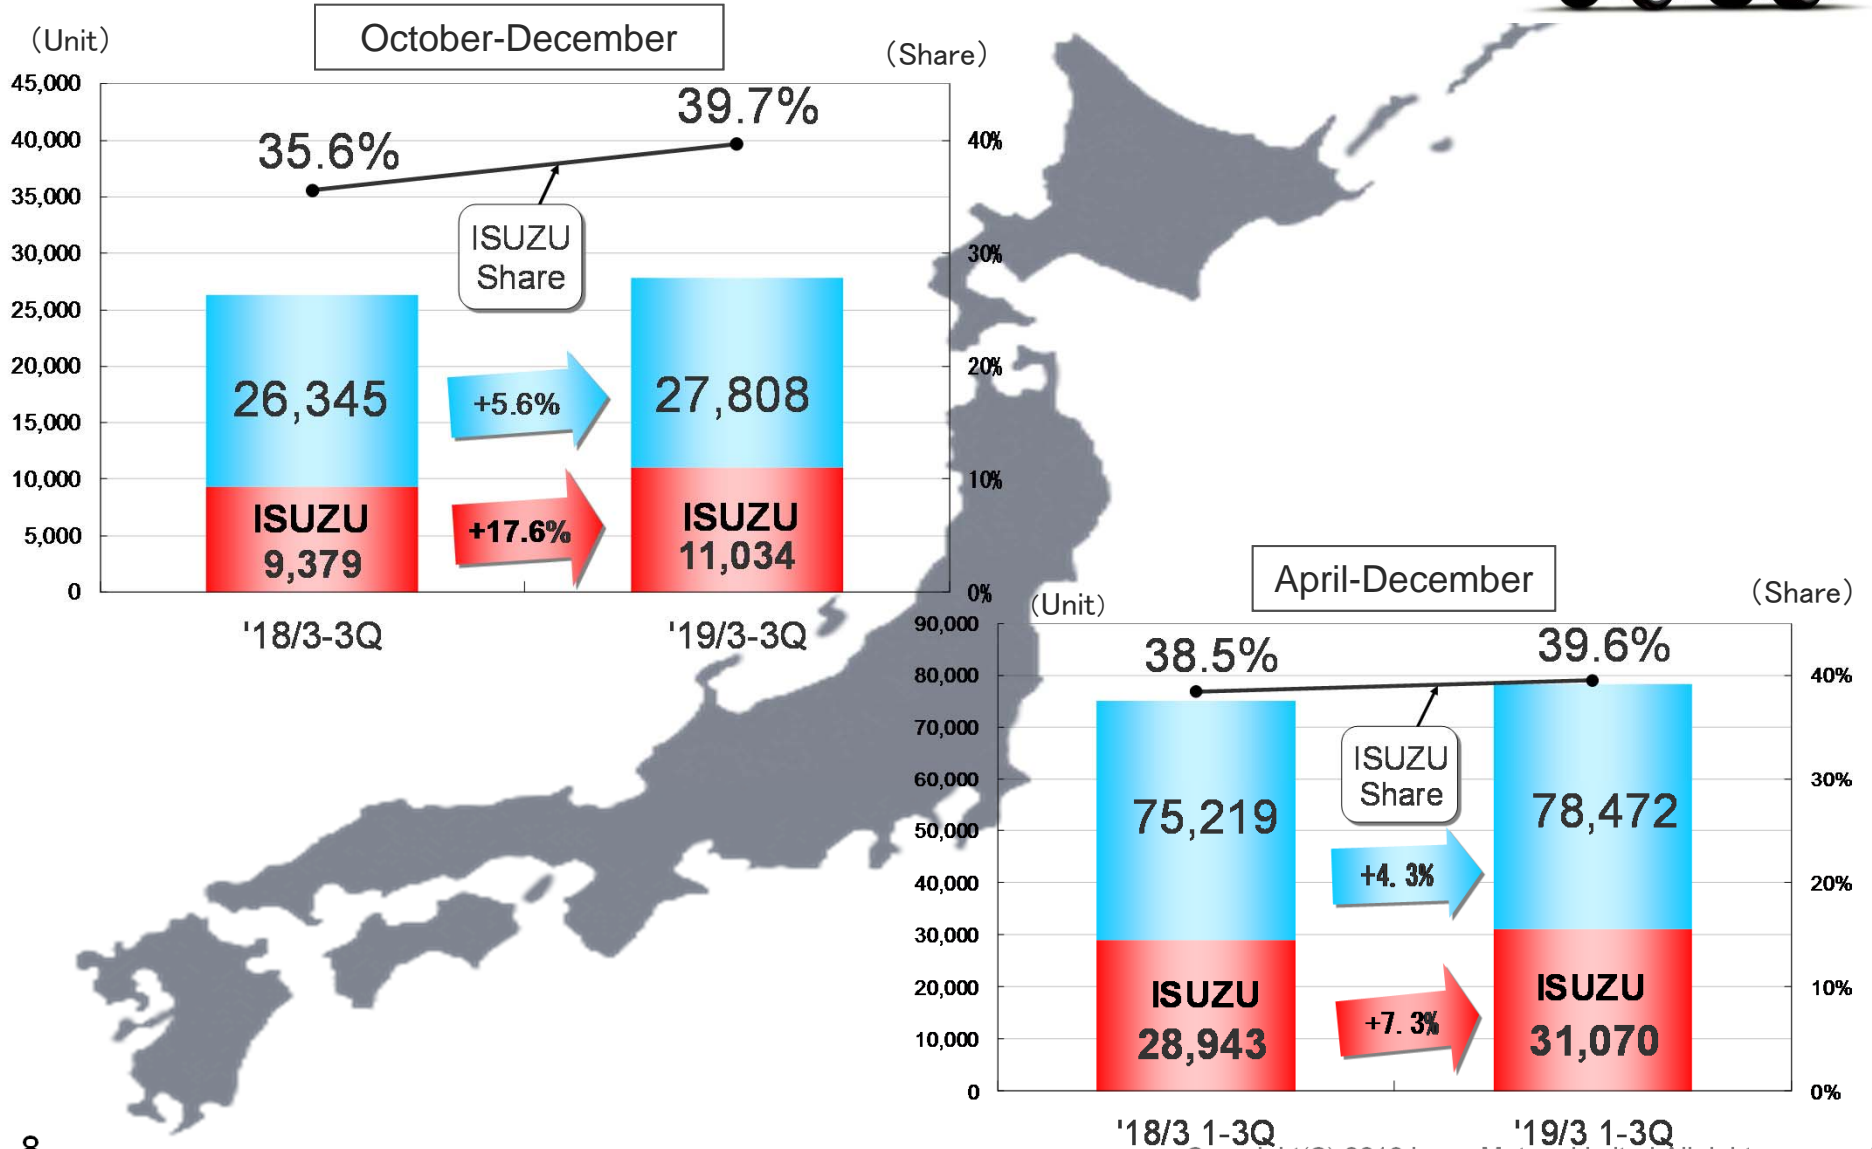 October-December
（Unit）
（Share）
45,000
40,000
35,000
30,000
25,000
20,000
15,000
10,000
5,000
0
40%
30%
20%
10%
0%
35.6%
39.7%
ISUZU
Share
26,345
+5.6%
27,808
ISUZU
9,379
+17.6%
ISUZU
11,034
'18/3-3Q
'19/3-3Q
April-December
（Unit）
（Share）
90,000
80,000
70,000
60,000
50,000
40,000
30,000
20,000
10,000
0
40%
30%
20%
10%
0%
38.5%
39.6%
ISUZU
Share
75,219
+4. 3%
78,472
ISUZU
28,943
+7. 3%
ISUZU
31,070
'18/3 1-3Q
'19/3 1-3Q